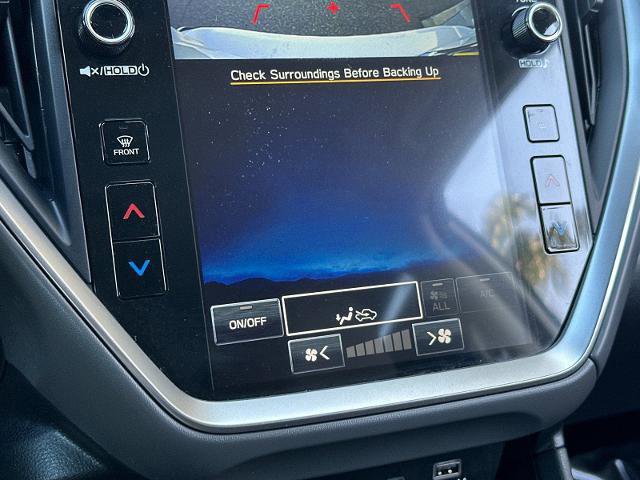 HOLD
HOLD
Check Surroundings Before Backing Up
FRONT
ON/OFF
ALL
A/C